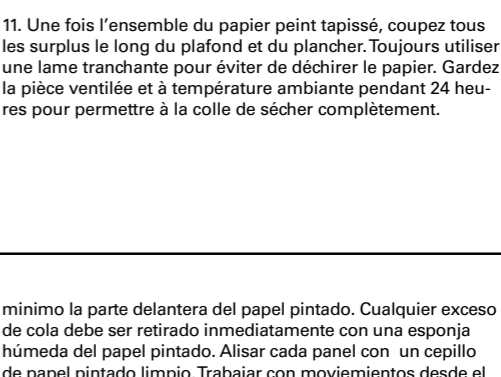 11. Une fois l’ensemble du papier peint tapissé, coupez tous
les surplus le long du plafond et du plancher. Toujours utiliser
une lame tranchante pour éviter de déchirer le papier. Gardez
la pièce ventilée et à température ambiante pendant 24 heu-
res pour permettre à la colle de sécher complètement.
minimo la parte delantera del papel pintado. Cualquier exceso
de cola debe ser retirado inmediatamente con una esponja
húmeda del papel pintado. Alisar cada panel con un cepillo
de papel pintado limpio. Trabajar con moviemientos desde el